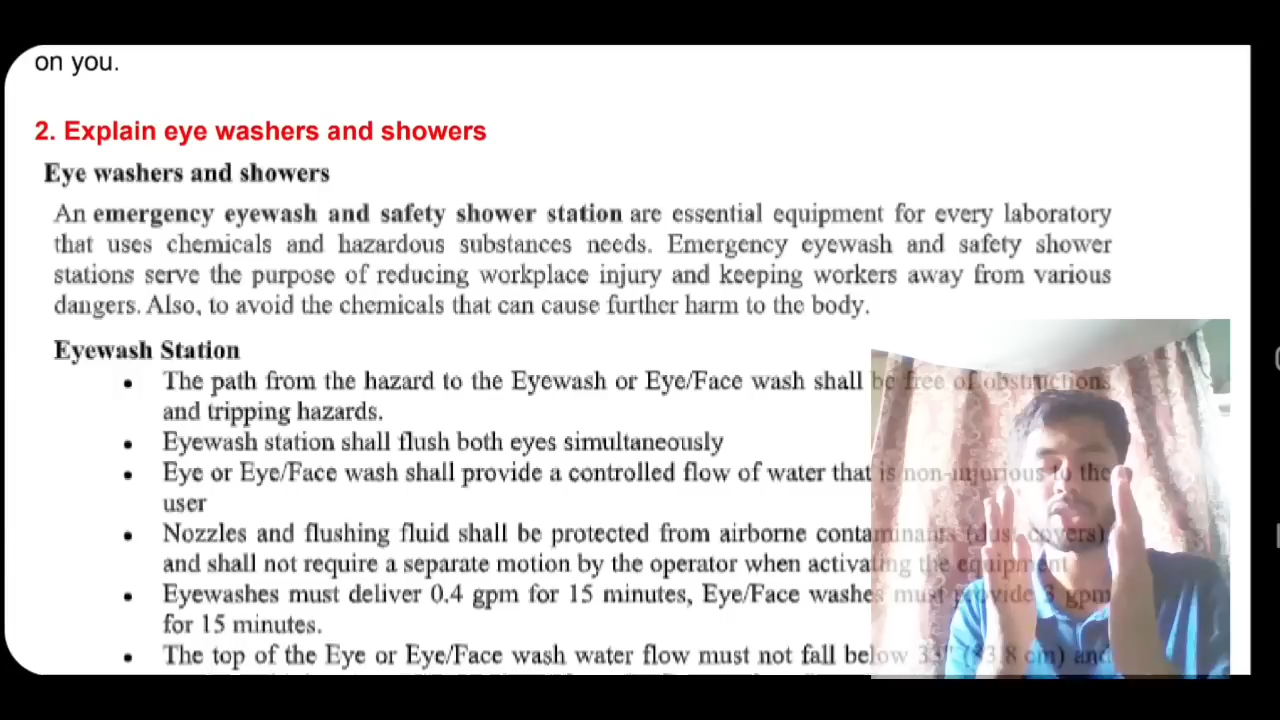 on you.
2. Explain eye washers and showers
Eye washers and showers
An emergency eyewash and safety shower station are essential equipment for every laboratory
that uses chemicals and hazardous substances needs. Emergency eyewash and safety shower
stations serve the purpose of reducing workplace injury and keeping workers away from various
dangers. Also, to avoid the chemicals that can cause further harm to the body.
Eyewash Station
• The path from the hazard to the Eyewash or Eye/Face wash shall be free of obstructions
and tripping hazards.
• Eyewash station shall flush both eyes simultaneously
• Eye or Eye/Face wash shall provide a controlled flow of water that is non-injurious to the
user
• Nozzles and flushing fluid shall be protected from airborne contaminants (dust covers)
and shall not require a separate motion by the operator when activating the equipment
• Eyewashes must deliver 0.4 gpm for 15 minutes, Eye/Face washes must provide 3 gpm
for 15 minutes.
• The top of the Eye or Eye/Face wash water flow must not fall below cm) and